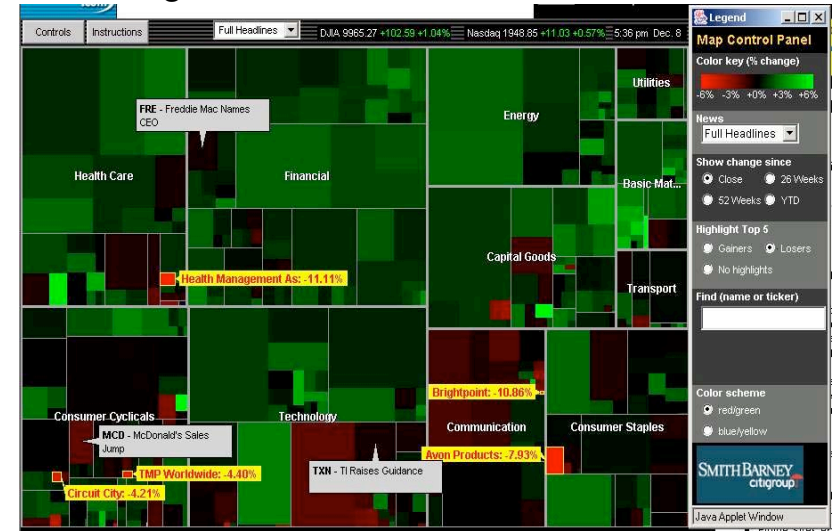 Controls
Instructions
Full Headlines
DJIA 9965.27 +102.59 +1.04%
Nasdaq 1948.85 +11.03 +0.57%
5:36 pm Dec. 8
FRE - Freddie Mac Names
CEO
Health Care
Financial
Energy
Utilities
Basic Mat...
Capital Goods
Transport
Health Management As: -11.11%
Consumer Cyclicals
Technology
Communication
Consumer Staples
Brightpoint: -10.86%
MCD - McDonald's Sales
Jump
TXN - TI Raises Guidance
Avon Products: -7.93%
TMP Worldwide: -4.40%
Circuit City: -4.21%
Legend
Map Control Panel
Color key (% change)
-6% -3% +0% +3% +6%
News
Full Headlines
Show change since
Close 26 Weeks
52 Weeks YTD
Highlight Top 5
Gainers Losers
No highlights
Find (name or ticker)
Color scheme
red/green
blue/yellow
SMITH BARNEY
citigroup
Java Applet Window